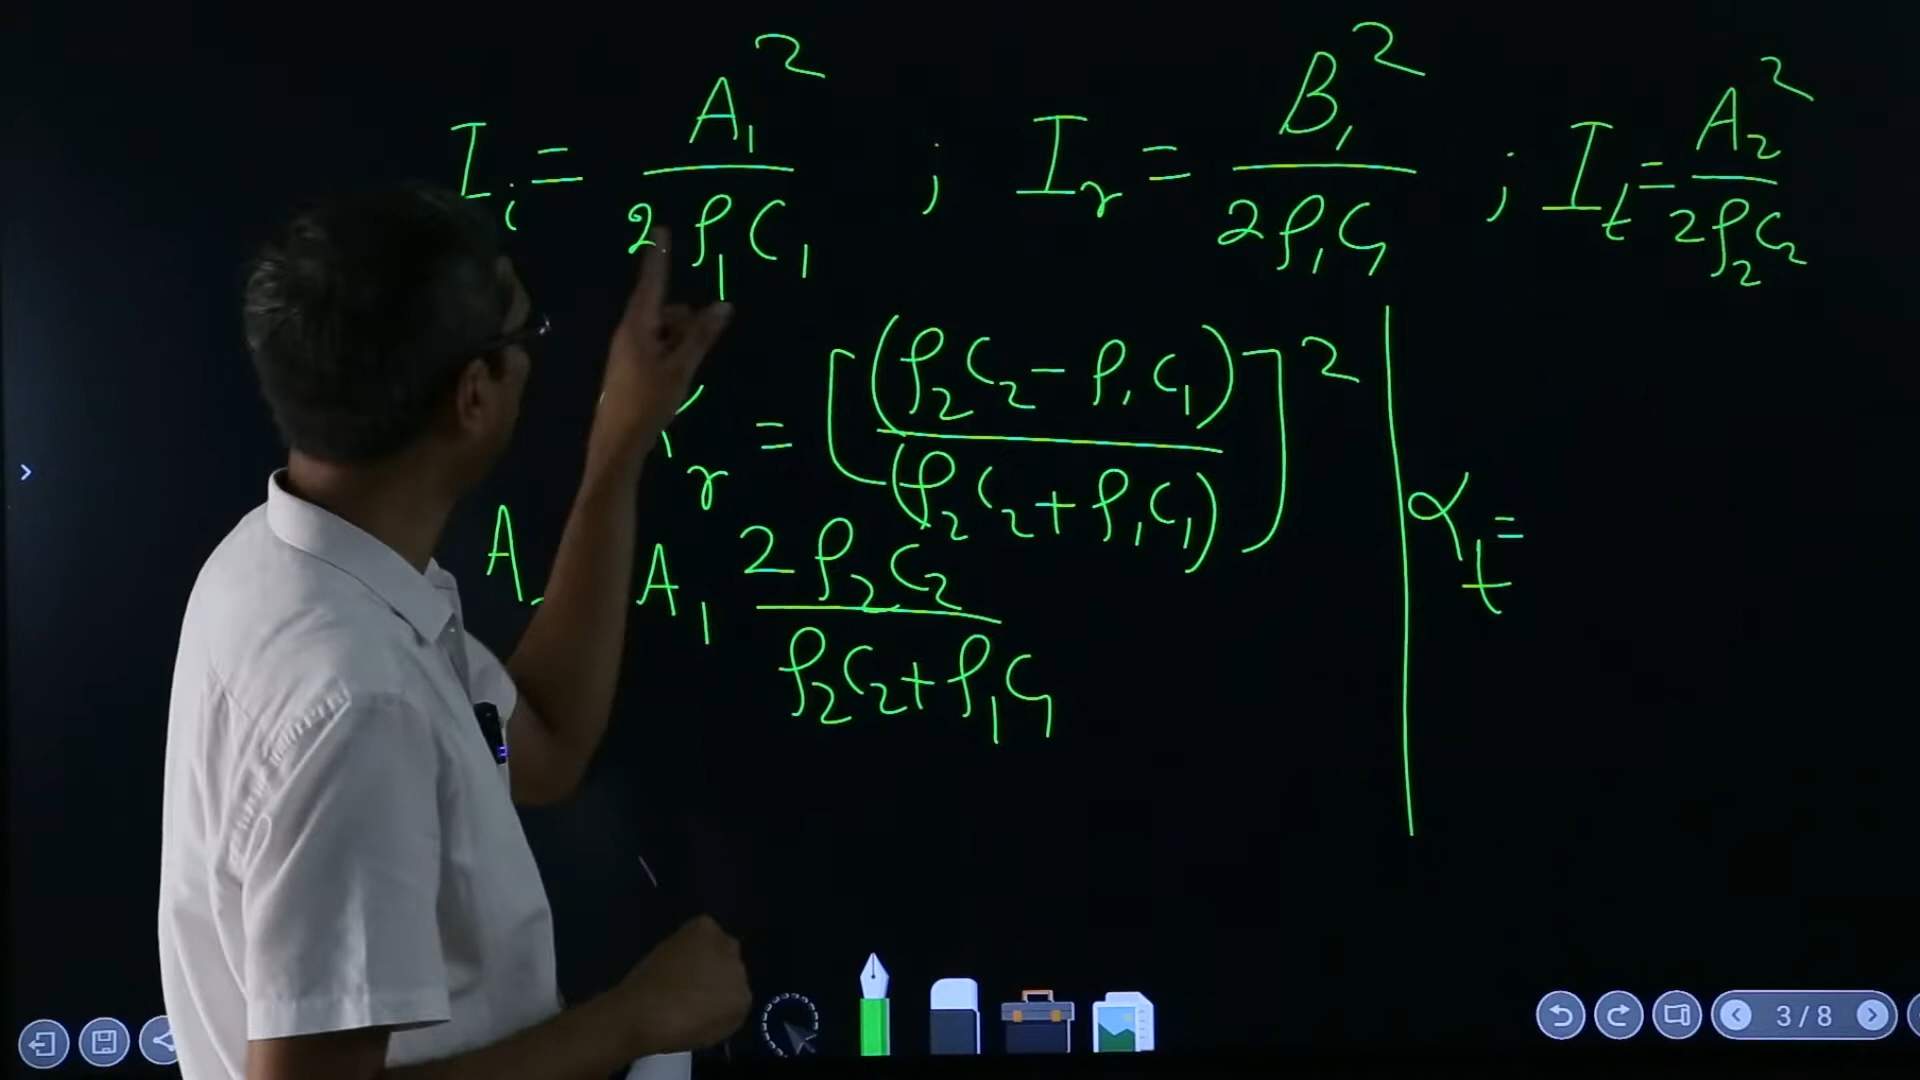 I_i = A_1^2 / 2ρ_1C_1 ; I_r = B_1^2 / 2ρ_1C_1 ; I_t = A_2^2 / 2ρ_2C_2
r = [(ρ_2C_2 - ρ_1C_1) / (ρ_2C_2 + ρ_1C_1)]^2
α_t =
A A_1 2ρ_2C_2 / ρ_2C_2 + ρ_1C_1
3/8